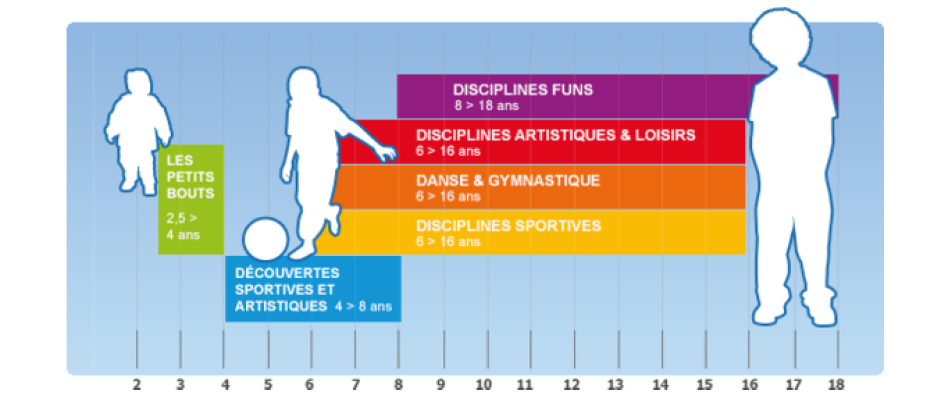 DISCIPLINES FUNS
8 > 18 ans
DISCIPLINES ARTISTIQUES & LOISIRS
6 > 16 ans
LES
PETITS
BOUTS
2,5 >
4 ans
DANSE & GYMNASTIQUE
6 > 16 ans
DISCIPLINES SPORTIVES
6 > 16 ans
DÉCOUVERTES
SPORTIVES ET
ARTISTIQUES 4 > 8 ans
2 3 4 5 6 7 8 9 10 11 12 13 14 15 16 17 18